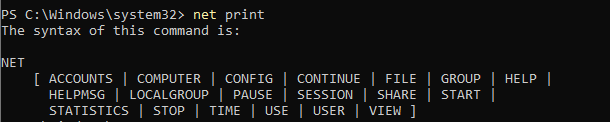 PS C:\Windows\system32> net print
The syntax of this command is:
NET
[ ACCOUNTS | COMPUTER | CONFIG | CONTINUE | FILE | GROUP | HELP |
HELPMSG | LOCALGROUP | PAUSE | SESSION | SHARE | START |
STATISTICS | STOP | TIME | USE | USER | VIEW ]